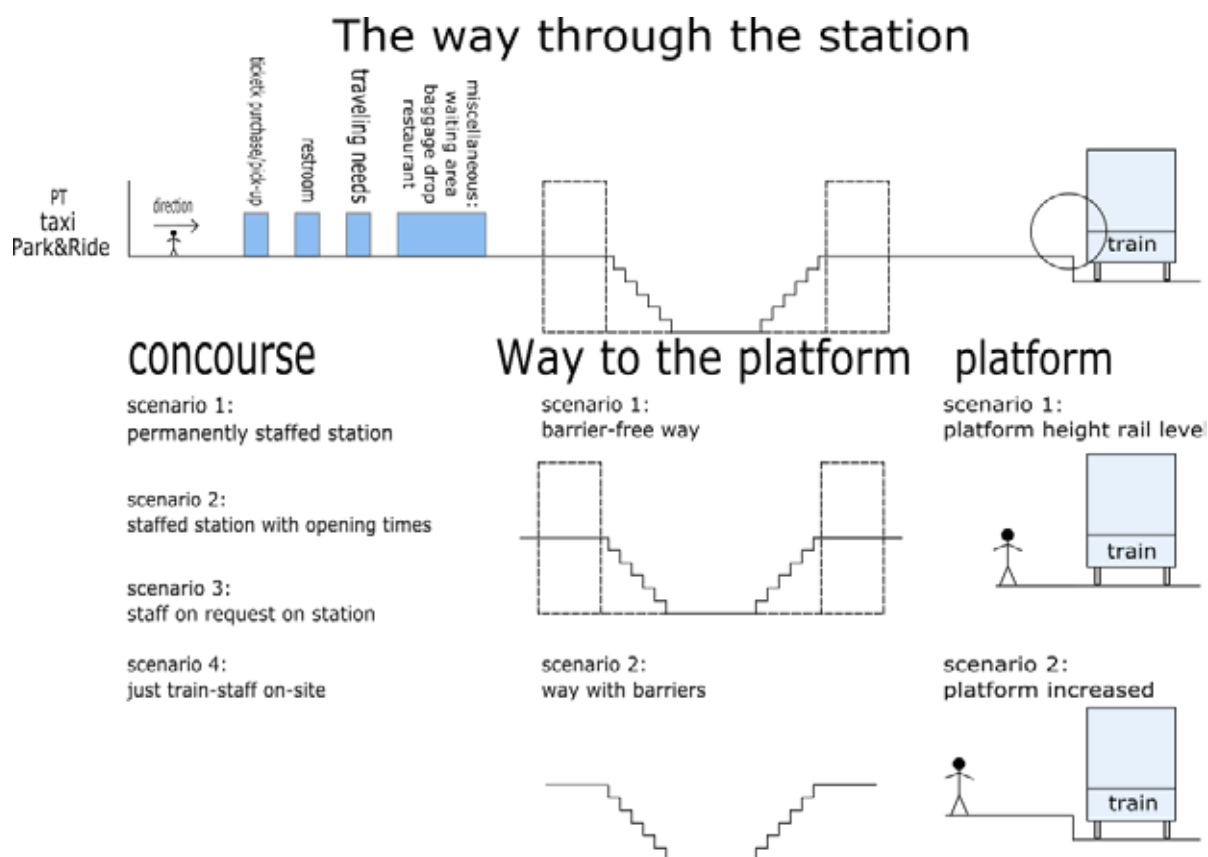 The way through the station
ticketk purchase/pick-up
restroom
traveling needs
miscellaneous:
waiting area
baggage drop
restaurant
PT
taxi
Park&Ride
direction
train
concourse
Way to the platform
platform
scenario 1:
permanently staffed station
scenario 2:
staffed station with opening times
scenario 3:
staff on request on station
scenario 4:
just train-staff on-site
scenario 1:
barrier-free way
scenario 2:
way with barriers
scenario 1:
platform height rail level
train
scenario 2:
platform increased
train